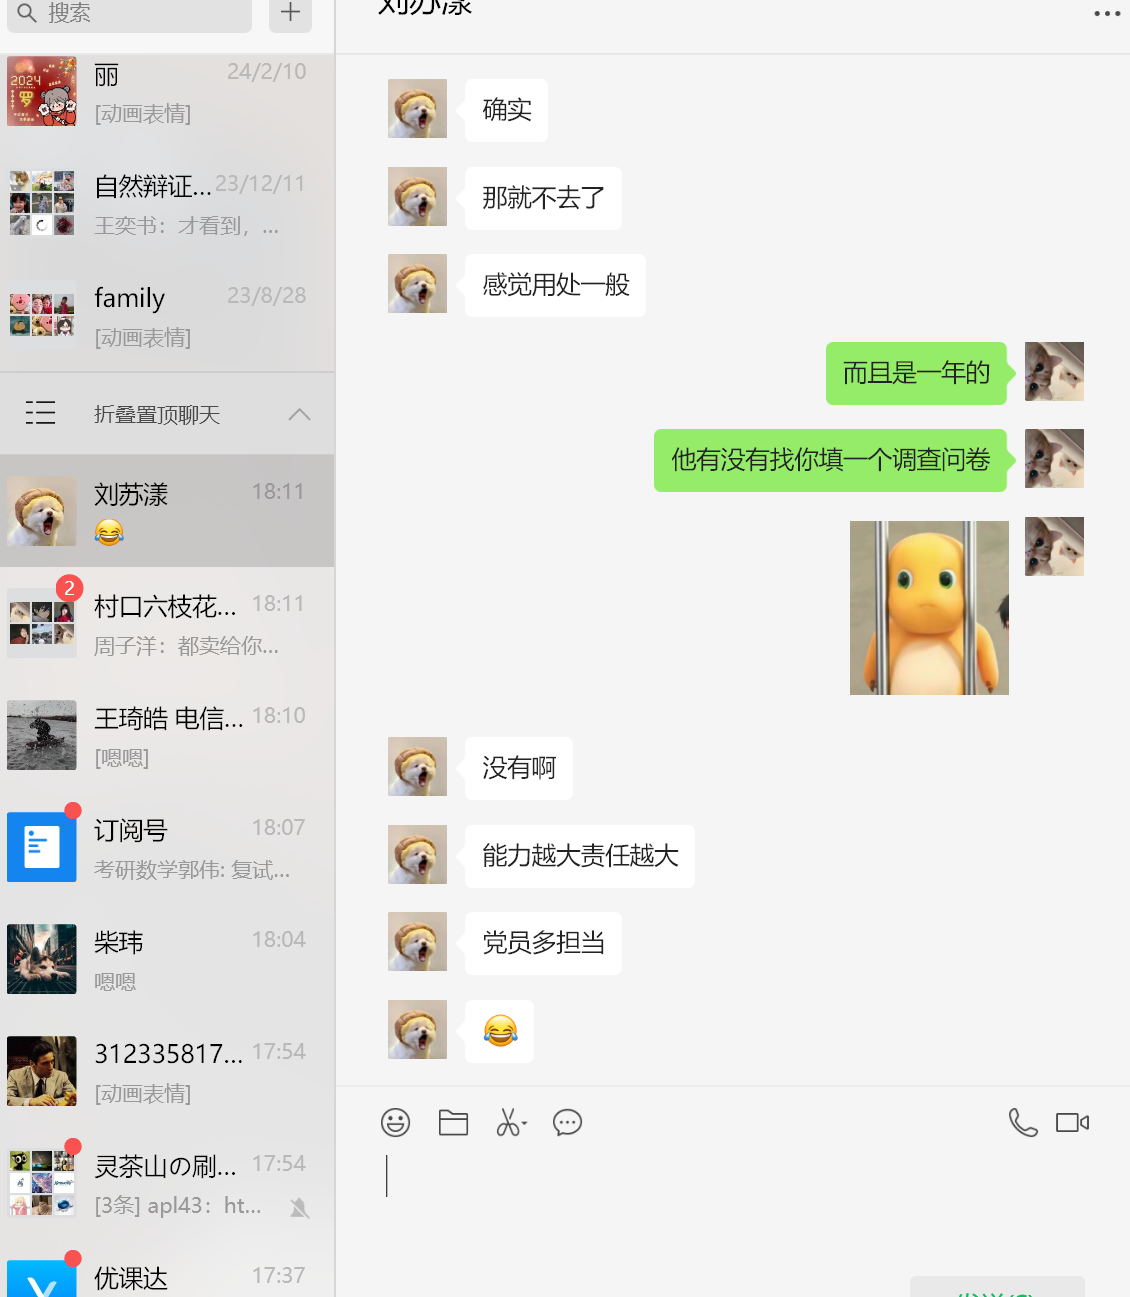 搜索
丽
24/2/10
[动画表情]
自然辩证...
23/12/11
王奕书：才看到，...
family
23/8/28
[动画表情]
折叠置顶聊天
刘苏漾
18:11
😂
2
村口六枝花...
18:11
周子洋：都卖给你...
王琦皓 电信...
18:10
[嗯嗯]
订阅号
18:07
考研数学郭伟: 复试...
柴玮
18:04
嗯嗯
312335817...
17:54
[动画表情]
灵茶山の刷...
17:54
[3条] apl43：ht...
优课达
17:37
刘苏漾
确实
那就不去了
感觉用处一般
而且是一年的
他有没有找你填一个调查问卷
没有啊
能力越大责任越大
党员多担当
😂
发送(S)